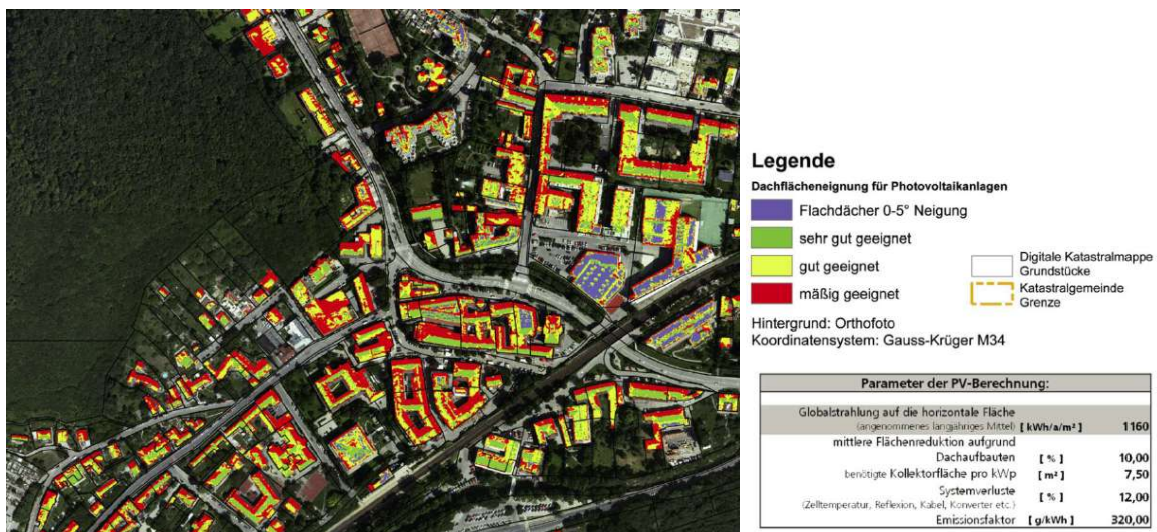 Legende
Dachflächeneignung für Photovoltaikanlagen
Flachdächer 0-5° Neigung
sehr gut geeignet
gut geeignet
mäßig geeignet
Digitale Katastralmappe
Grundstücke
Katastralgemeinde
Grenze
Hintergrund: Orthofoto
Koordinatensystem: Gauss-Krüger M34
Parameter der PV-Berechnung:
Globalstrahlung auf die horizontale Fläche
(angenommenes langjähriges Mittel) [ kWh/a/m² ] 1160
mittlere Flächenreduktion aufgrund
Dachaufbauten [ % ] 10,00
benötigte Kollektorfläche pro kWp [ m² ] 7,50
Systemverluste
(Zelltemperatur, Reflexion, Kabel, Konverter etc.) [ % ] 12,00
Emissionsfaktor [ g/kWh ] 320,00